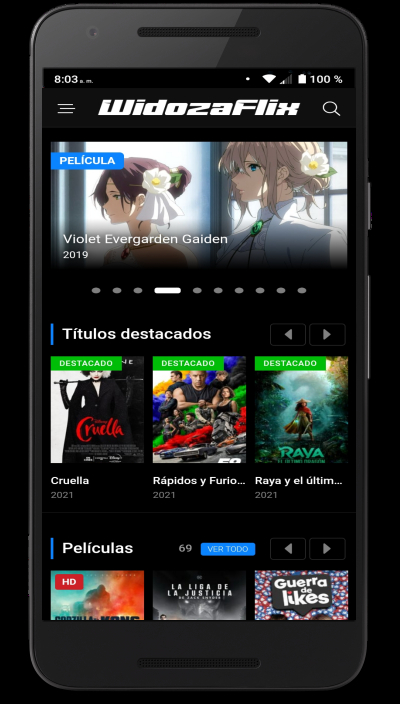 8:03 a. m.
100 %
WidozaFlix
PELÍCULA
Violet Evergarden Gaiden
2019
Títulos destacados
DESTACADO
DESTACADO
DESTACADO
Cruella
RAYA
Cruella
Rápidos y Furio...
Raya y el últim...
2021
2021
2021
Películas
69
VER TODO
HD
LA LIGA DE
LA JUSTICIA
Guerra
de
likes